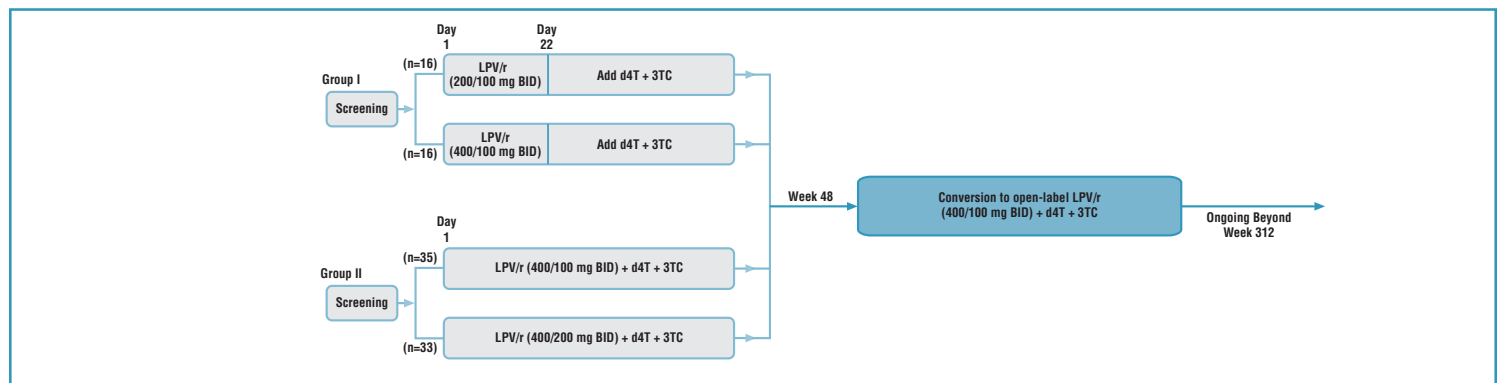 Day
1
Day
22
(n=16)
LPV/r
(200/100 mg BID)
Add d4T + 3TC
Group I
Screening
LPV/r
(400/100 mg BID)
Add d4T + 3TC
(n=16)
Week 48
Conversion to open-label LPV/r
(400/100 mg BID) + d4T + 3TC
Ongoing Beyond
Week 312
Day
1
(n=35)
LPV/r (400/100 mg BID) + d4T + 3TC
Group II
Screening
LPV/r (400/200 mg BID) + d4T + 3TC
(n=33)